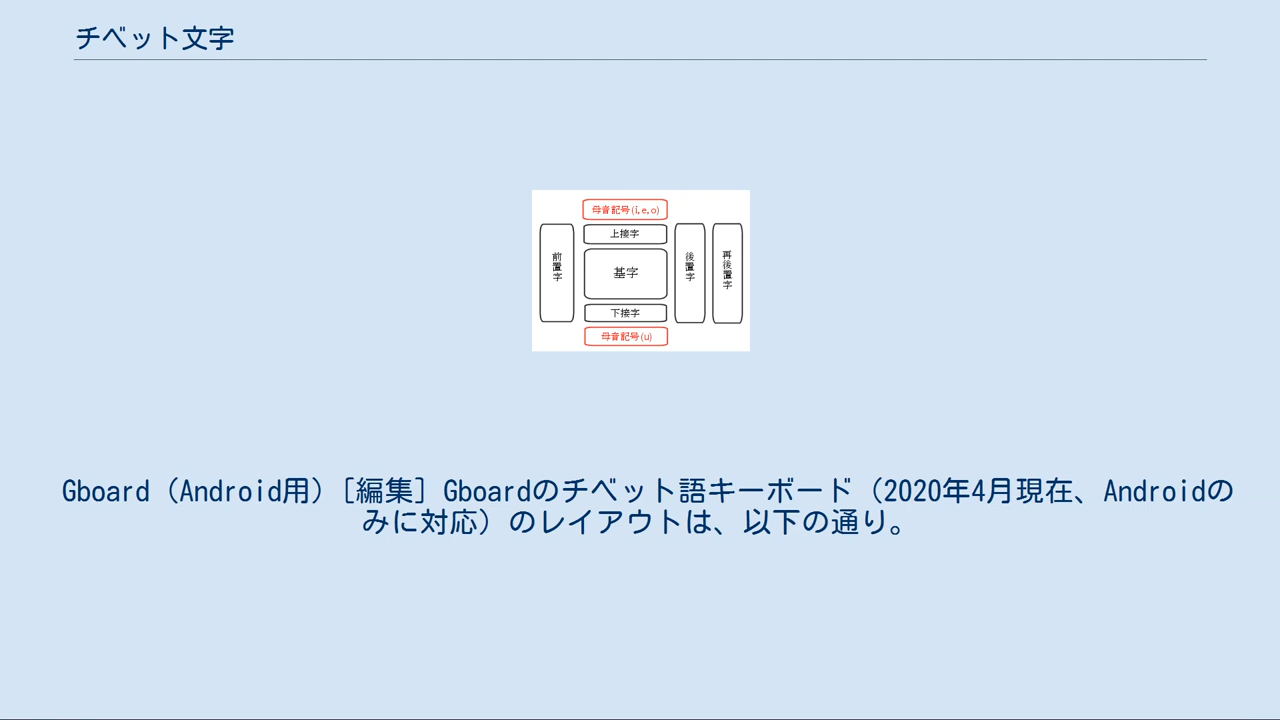 チベット文字
母音記号(i,e,o)
上接字
前置字
基字
後置字
再後置字
下接字
母音記号(u)
Gboard（Android用）［編集］Gboardのチベット語キーボード（2020年4月現在、Androidの
みに対応）のレイアウトは、以下の通り。